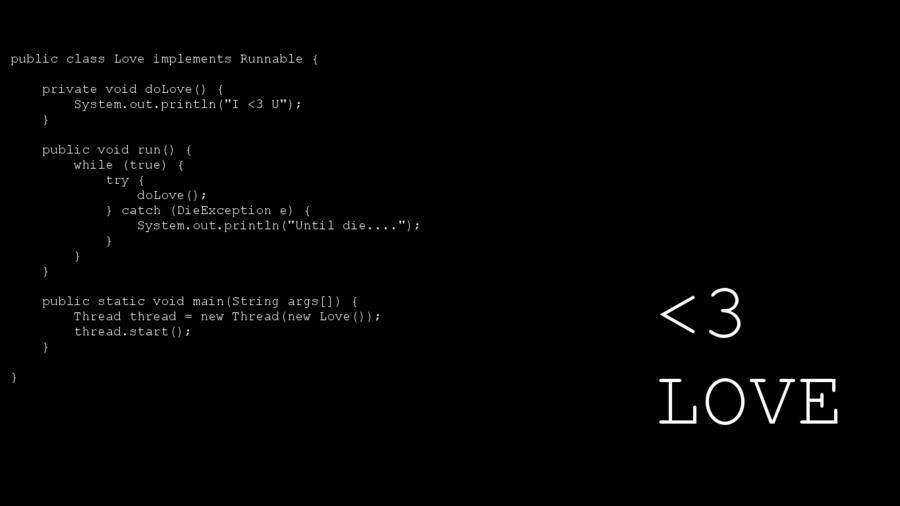 public class Love implements Runnable {
    private void doLove() {
        System.out.println("I <3 U");
    }
    public void run() {
        while (true) {
            try {
                doLove();
            } catch (DieException e) {
                System.out.println("Until die....");
            }
        }
    }
    public static void main(String args[]) {
        Thread thread = new Thread(new Love());
        thread.start();
    }
}
<3
LOVE